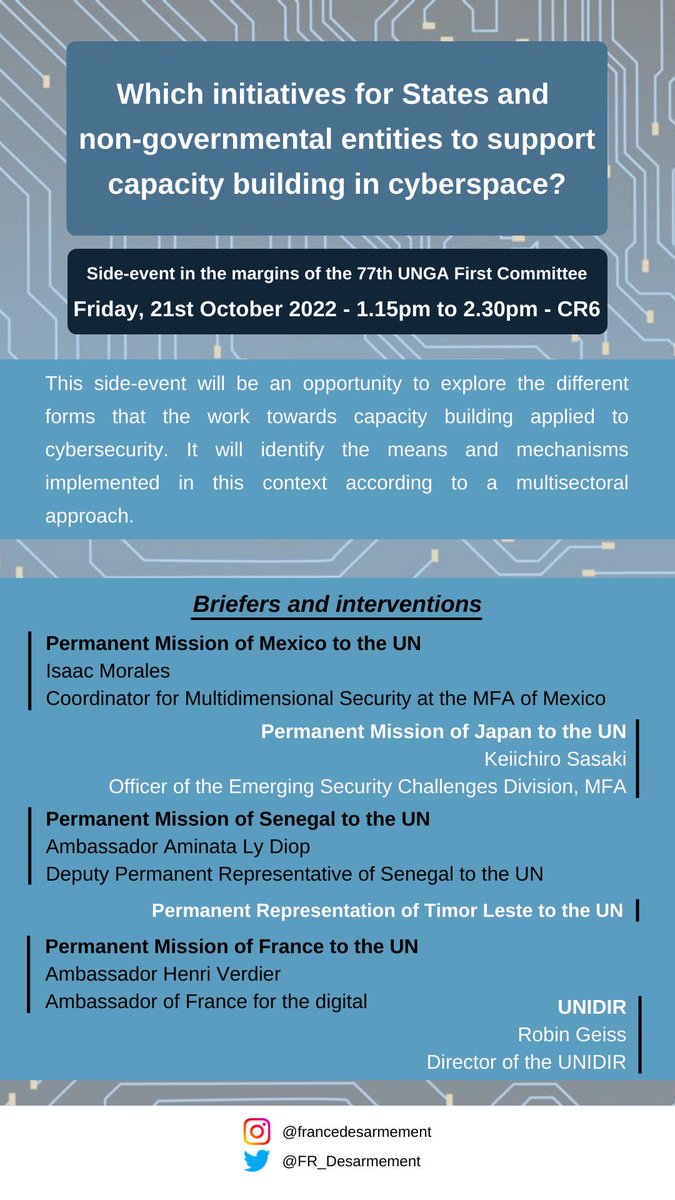 Which initiatives for States and
non-governmental entities to support
capacity building in cyberspace?
Side-event in the margins of the 77th UNGA First Committee
Friday, 21st October 2022 - 1.15pm to 2.30pm - CR6
This side-event will be an opportunity to explore the different
forms that the work towards capacity building applied to
cybersecurity. It will identify the means and mechanisms
implemented in this context according to a multisectoral
approach.
Briefers and interventions
Permanent Mission of Mexico to the UN
Isaac Morales
Coordinator for Multidimensional Security at the MFA of Mexico
Permanent Mission of Japan to the UN
Keiichiro Sasaki
Officer of the Emerging Security Challenges Division, MFA
Permanent Mission of Senegal to the UN
Ambassador Aminata Ly Diop
Deputy Permanent Representative of Senegal to the UN
Permanent Representation of Timor Leste to the UN
Permanent Mission of France to the UN
Ambassador Henri Verdier
Ambassador of France for the digital
UNIDIR
Robin Geiss
Director of the UNIDIR
@francedesarmement
@FR_Desarmement